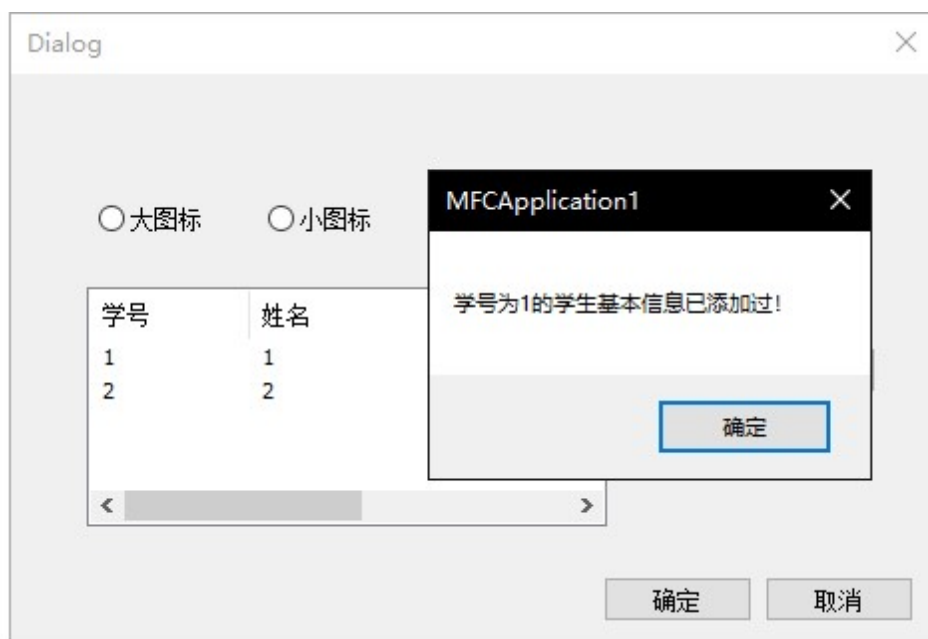 Dialog
MFCApplication1
大图标 小图标
学号为1的学生基本信息已添加过!
学号 姓名
1 1
2 2
确定
确定 取消